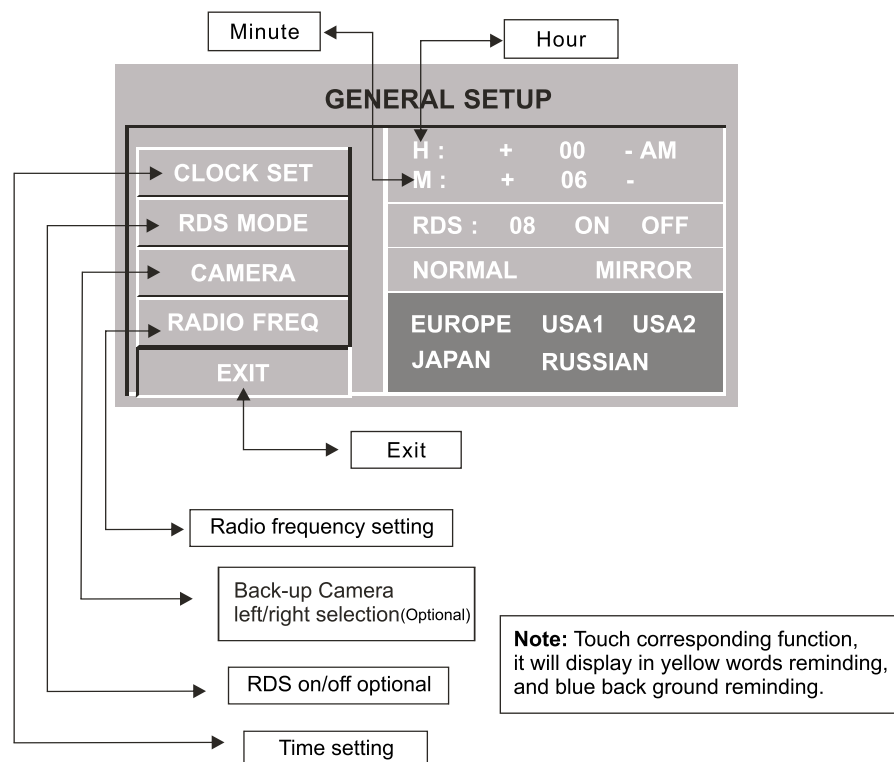 Minute
Hour
GENERAL SETUP
CLOCK SET
RDS MODE
CAMERA
RADIO FREQ
EXIT
H : + 00 - AM
M : + 06 -
RDS : 08 ON OFF
NORMAL MIRROR
EUROPE USA1 USA2
JAPAN RUSSIAN
Exit
Radio frequency setting
Back-up Camera
left/right selection(Optional)
RDS on/off optional
Time setting
Note: Touch corresponding function,
it will display in yellow words reminding,
and blue back ground reminding.